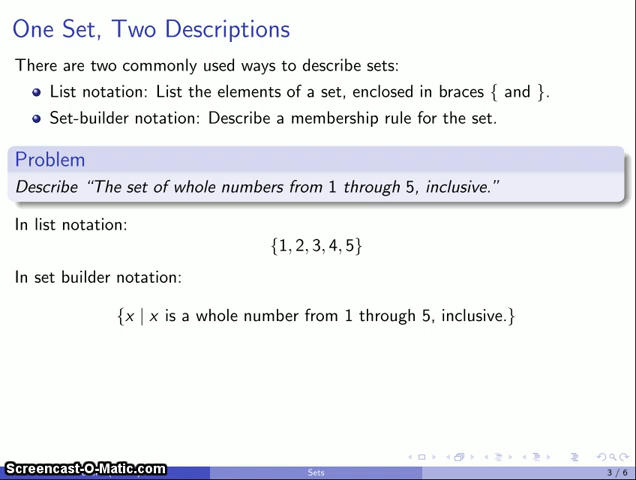 One Set, Two Descriptions
There are two commonly used ways to describe sets:
List notation: List the elements of a set, enclosed in braces { and }.
Set-builder notation: Describe a membership rule for the set.
Problem
Describe “The set of whole numbers from 1 through 5, inclusive.”
In list notation:
{1, 2, 3, 4, 5}
In set builder notation:
{x | x is a whole number from 1 through 5, inclusive.}
Screencast-O-Matic.com
Sets
3 / 6